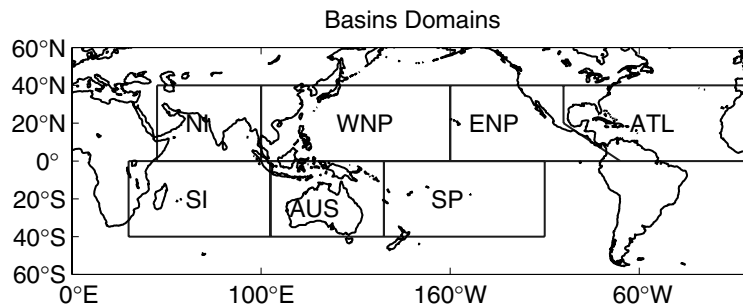 Basins Domains
60°N
40°N
20°N
0°
20°S
40°S
60°S
NI
WNP
ENP
ATL
SI
AUS
SP
0°E
100°E
160°W
60°W